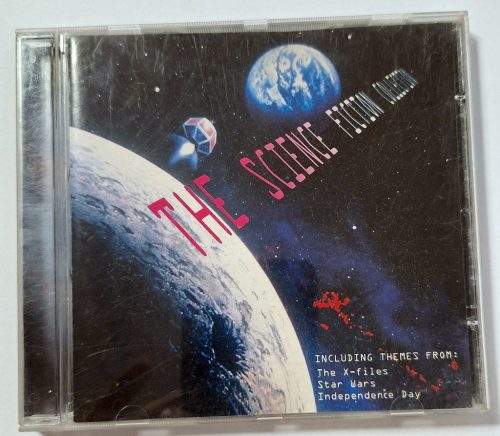 THE SCIENCE FICTION
INCLUDING THEMES FROM:
The X-files
Star Wars
Independence Day